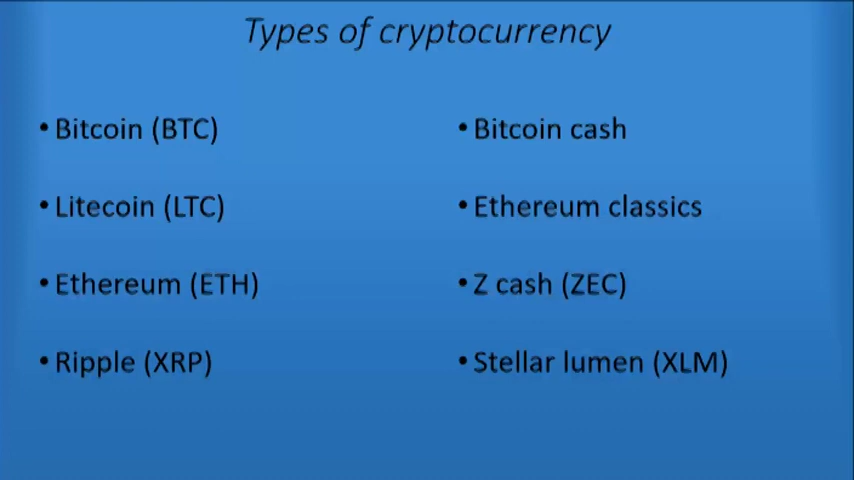 Types of cryptocurrency
• Bitcoin (BTC)
• Litecoin (LTC)
• Ethereum (ETH)
• Ripple (XRP)
• Bitcoin cash
• Ethereum classics
• Z cash (ZEC)
• Stellar lumen (XLM)